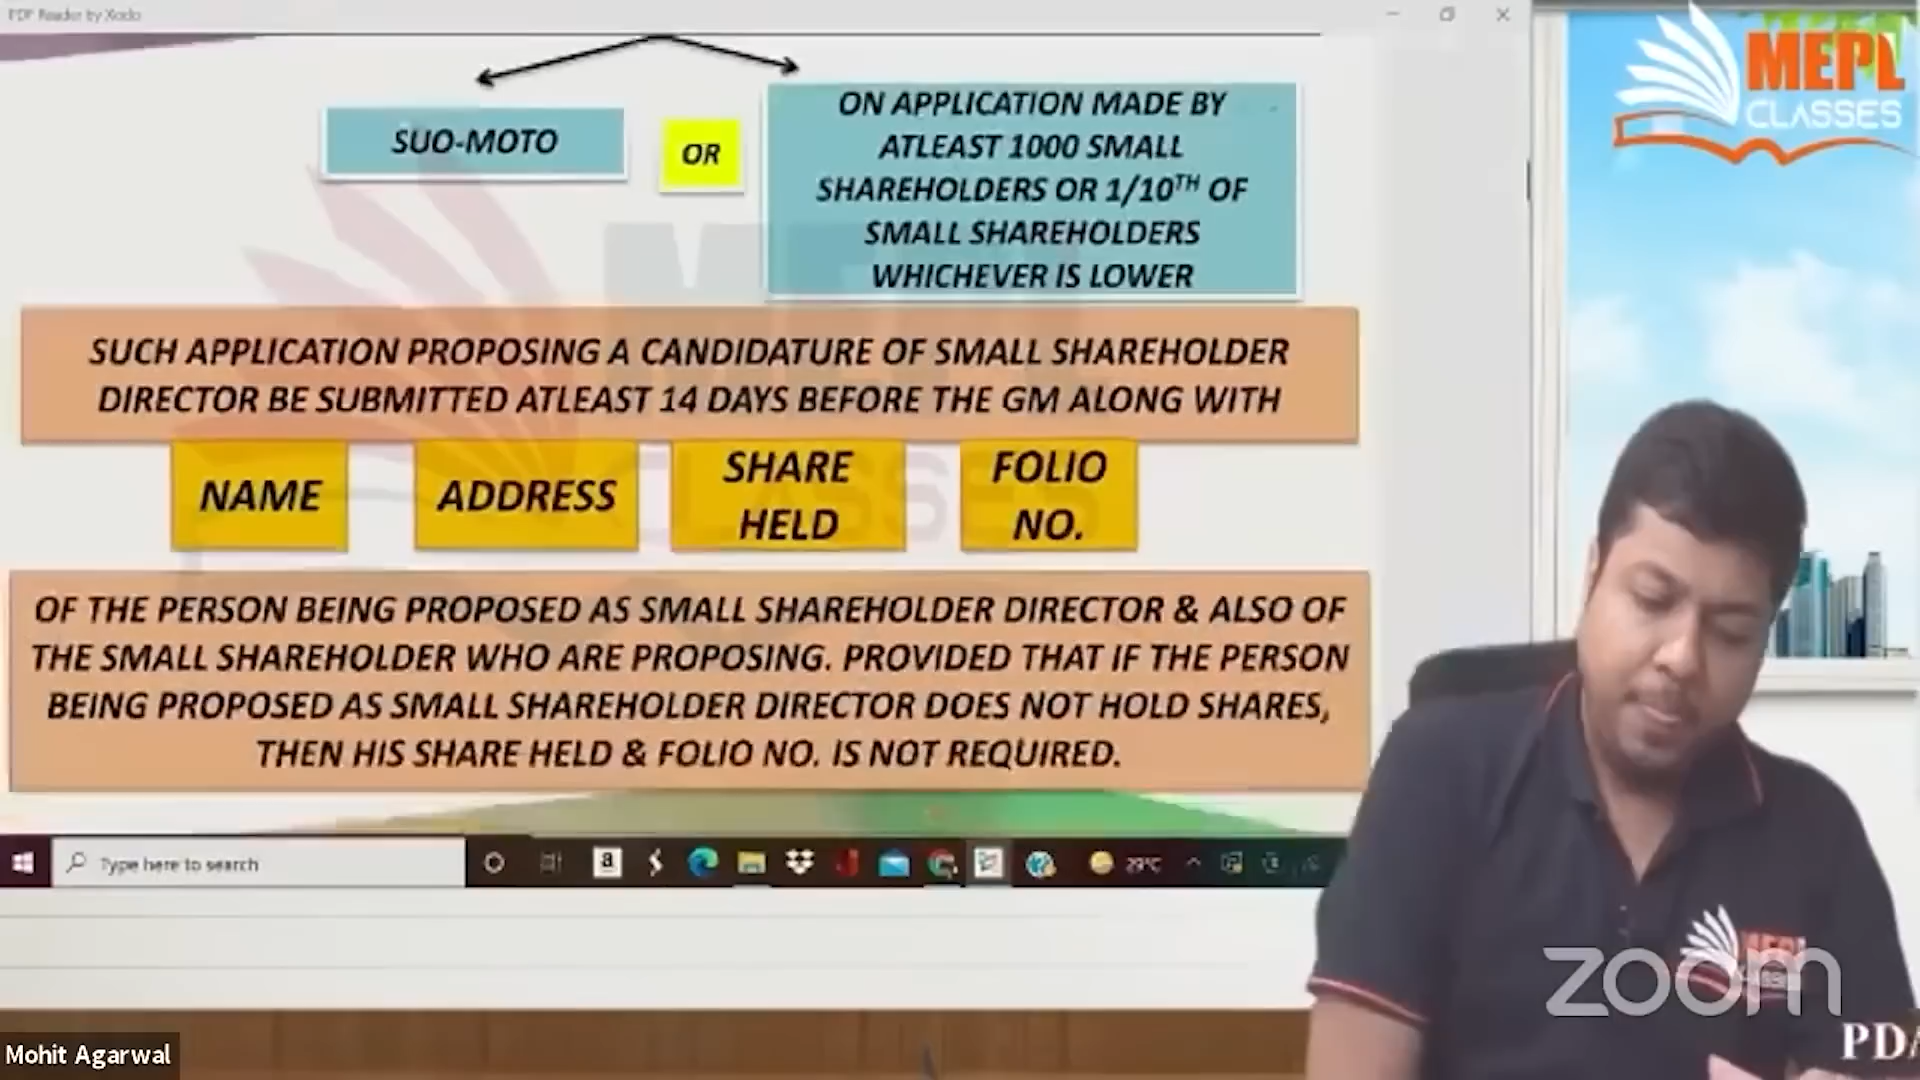 PDF Reader by Xodo
MEPL
CLASSES
SUO-MOTO
OR
ON APPLICATION MADE BY
ATLEAST 1000 SMALL
SHAREHOLDERS OR 1/10TH OF
SMALL SHAREHOLDERS
WHICHEVER IS LOWER
SUCH APPLICATION PROPOSING A CANDIDATURE OF SMALL SHAREHOLDER
DIRECTOR BE SUBMITTED ATLEAST 14 DAYS BEFORE THE GM ALONG WITH
NAME
ADDRESS
SHARE
HELD
FOLIO
NO.
OF THE PERSON BEING PROPOSED AS SMALL SHAREHOLDER DIRECTOR & ALSO OF
THE SMALL SHAREHOLDER WHO ARE PROPOSING. PROVIDED THAT IF THE PERSON
BEING PROPOSED AS SMALL SHAREHOLDER DIRECTOR DOES NOT HOLD SHARES,
THEN HIS SHARE HELD & FOLIO NO. IS NOT REQUIRED.
MEPL
CLASSES
Type here to search
a
29°C
MEPL
zoom
Mohit Agarwal